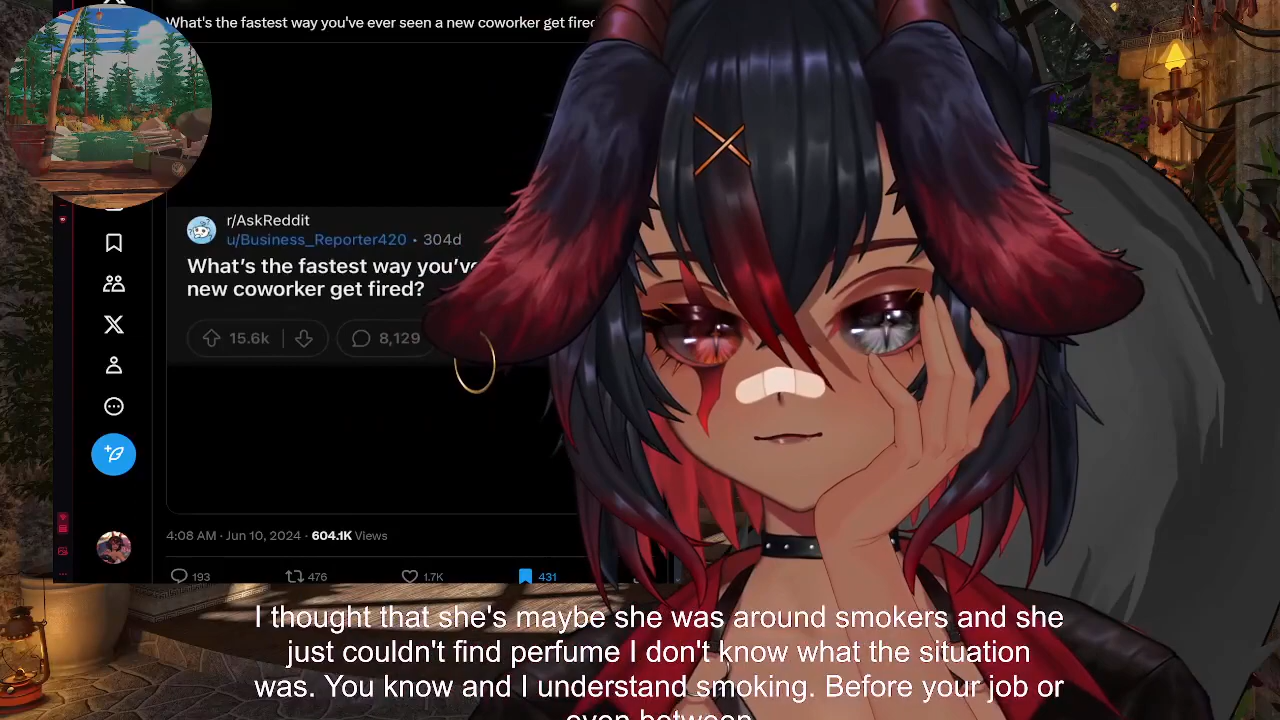 What's the fastest way you've ever seen a new coworker get fired
r/AskReddit
u/Business_Reporter420 • 304d
What's the fastest way you've
new coworker get fired?
15.6k
8,129
4:08 AM · Jun 10, 2024 · 604.1K Views
193 476 1.7K 431
I thought that she's maybe she was around smokers and she
just couldn't find perfume I don't know what the situation
was. You know and I understand smoking. Before your job or
even between